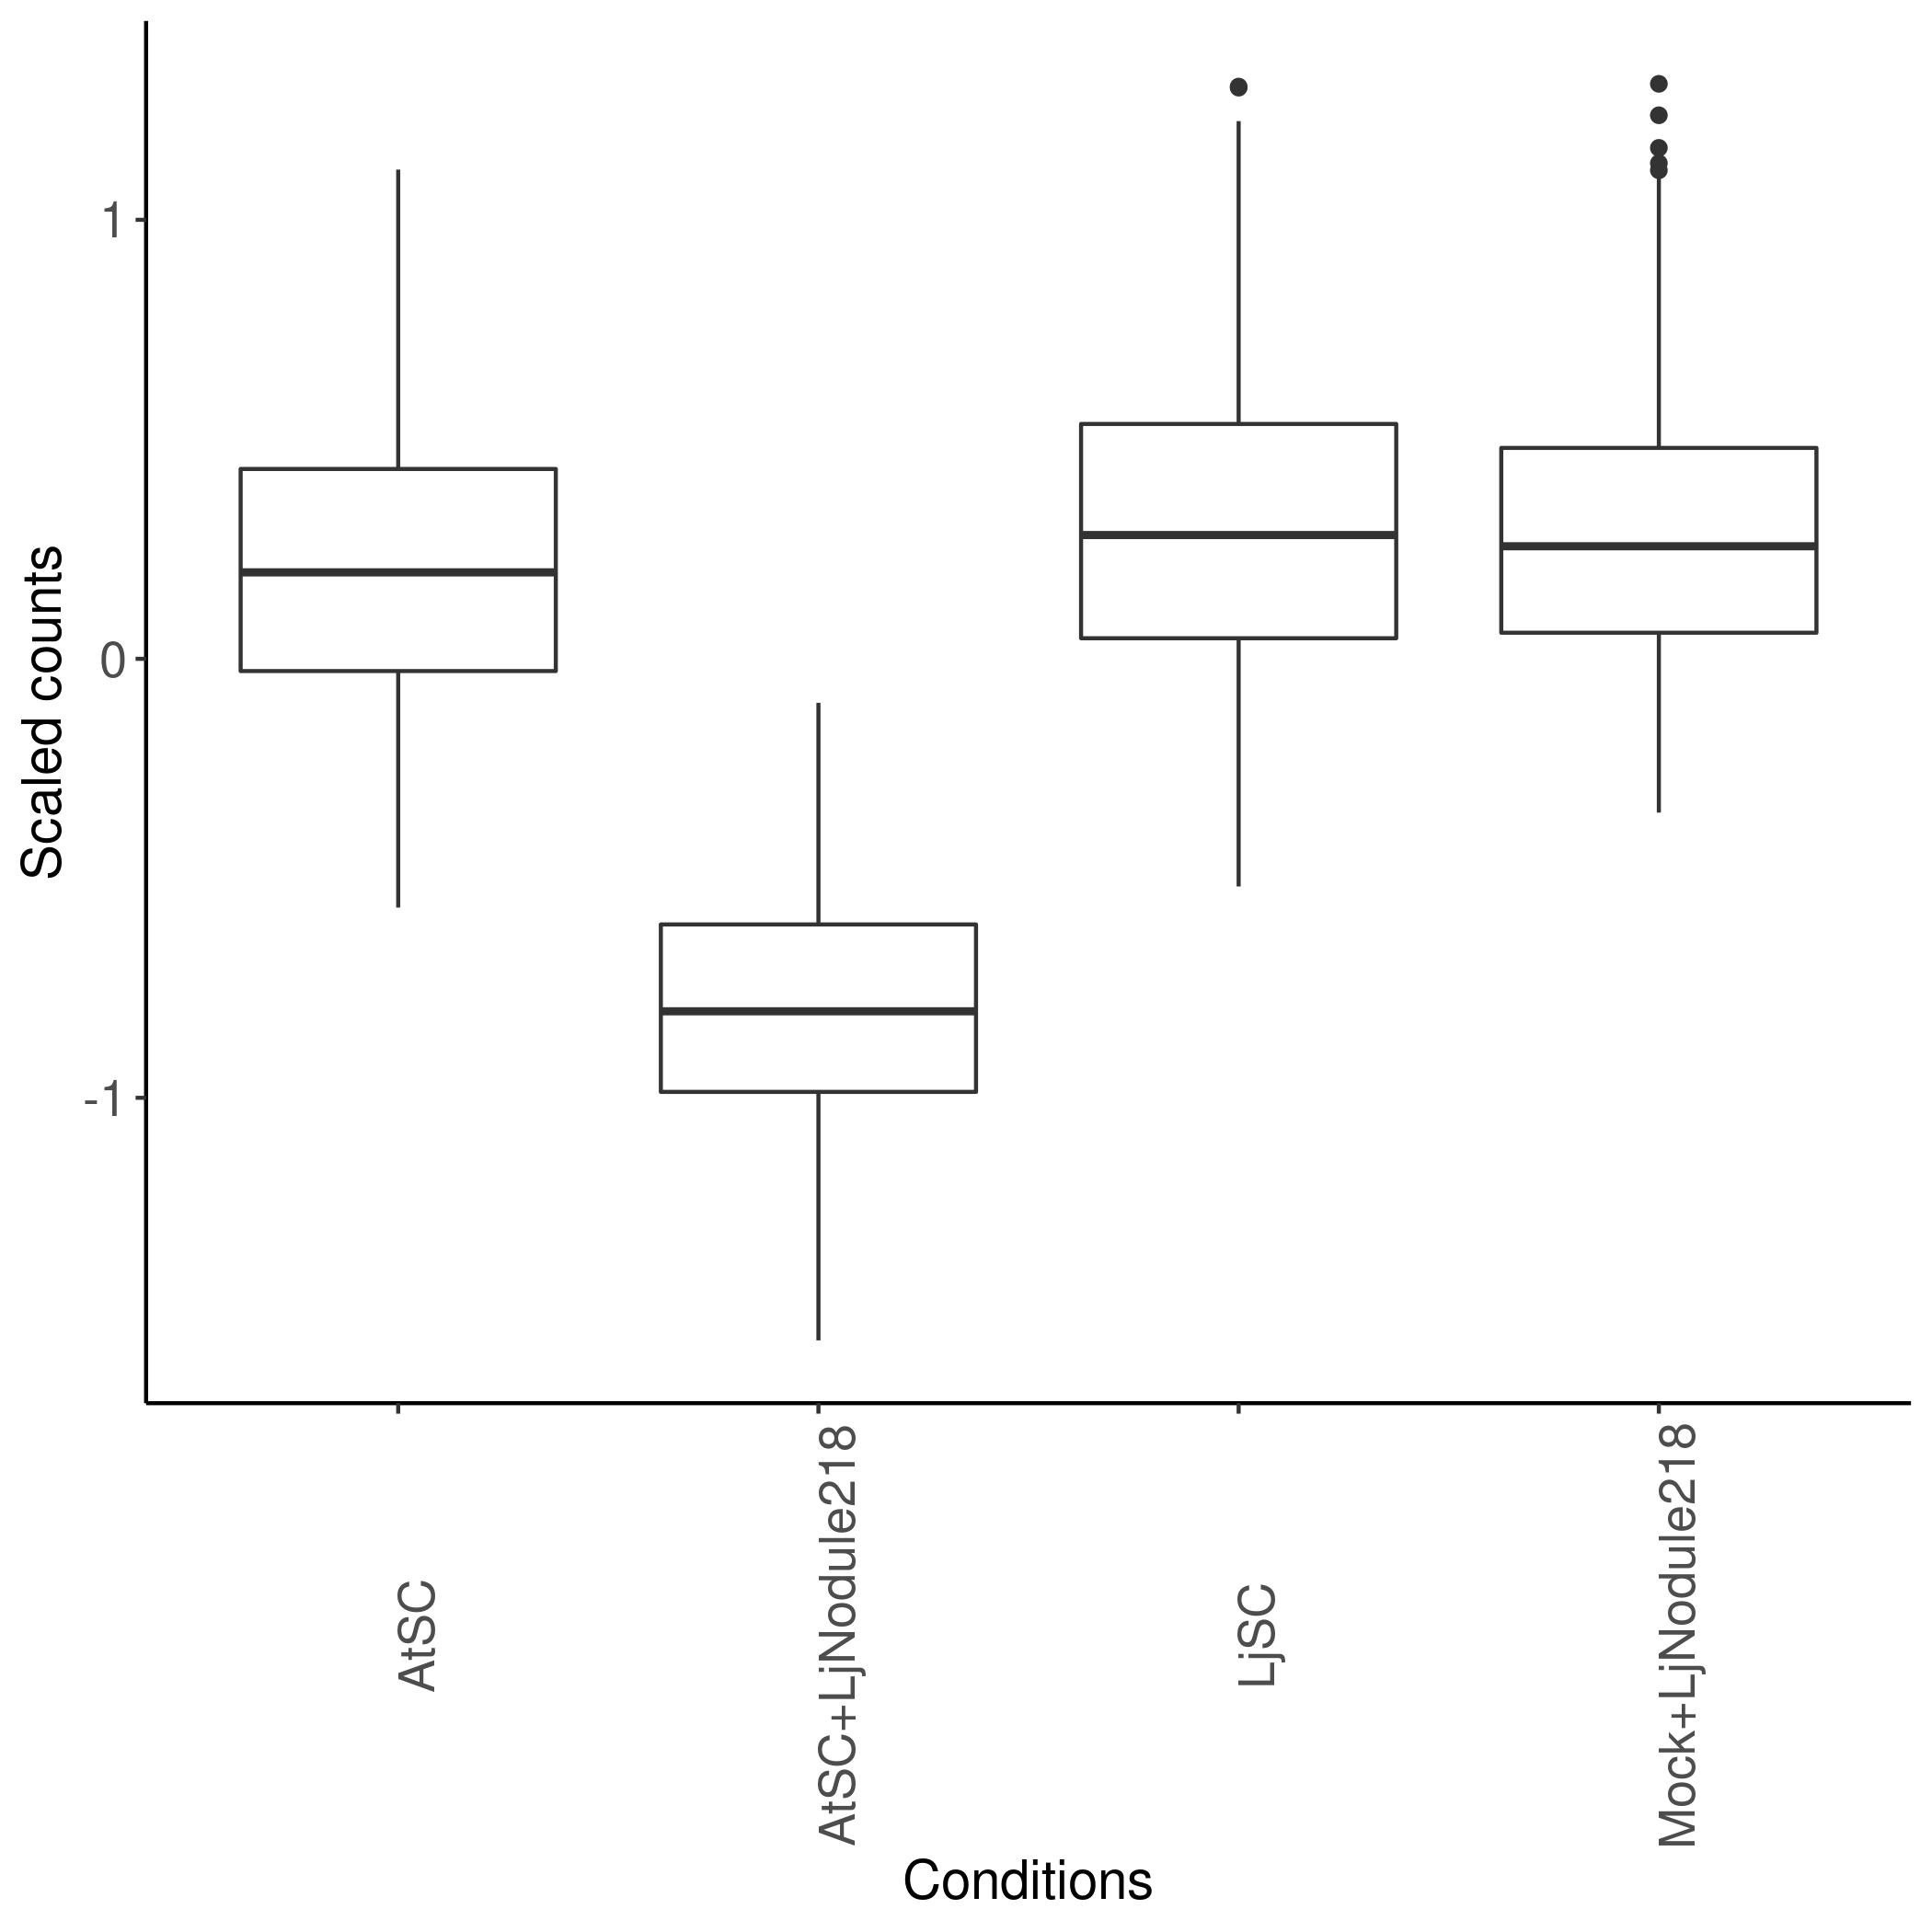 Scaled counts
1
0
-1
AtSC
AtSC+LjNodule218
LjSC
Mock+LjNodule218
Conditions